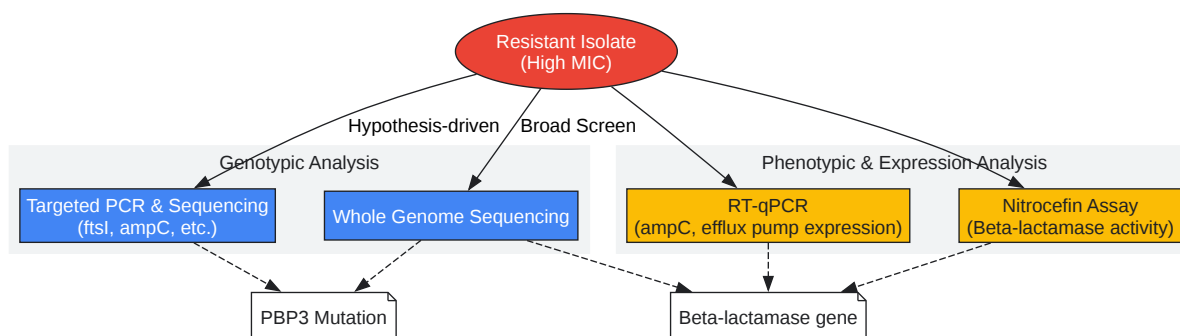 Resistant Isolate
(High MIC)
Hypothesis-driven
Broad Screen
Genotypic Analysis
Phenotypic & Expression Analysis
Targeted PCR & Sequencing
(ftsI, ampC, etc.)
Whole Genome Sequencing
RT-qPCR
(ampC, efflux pump expression)
Nitrocefin Assay
(Beta-lactamase activity)
PBP3 Mutation
Beta-lactamase gene